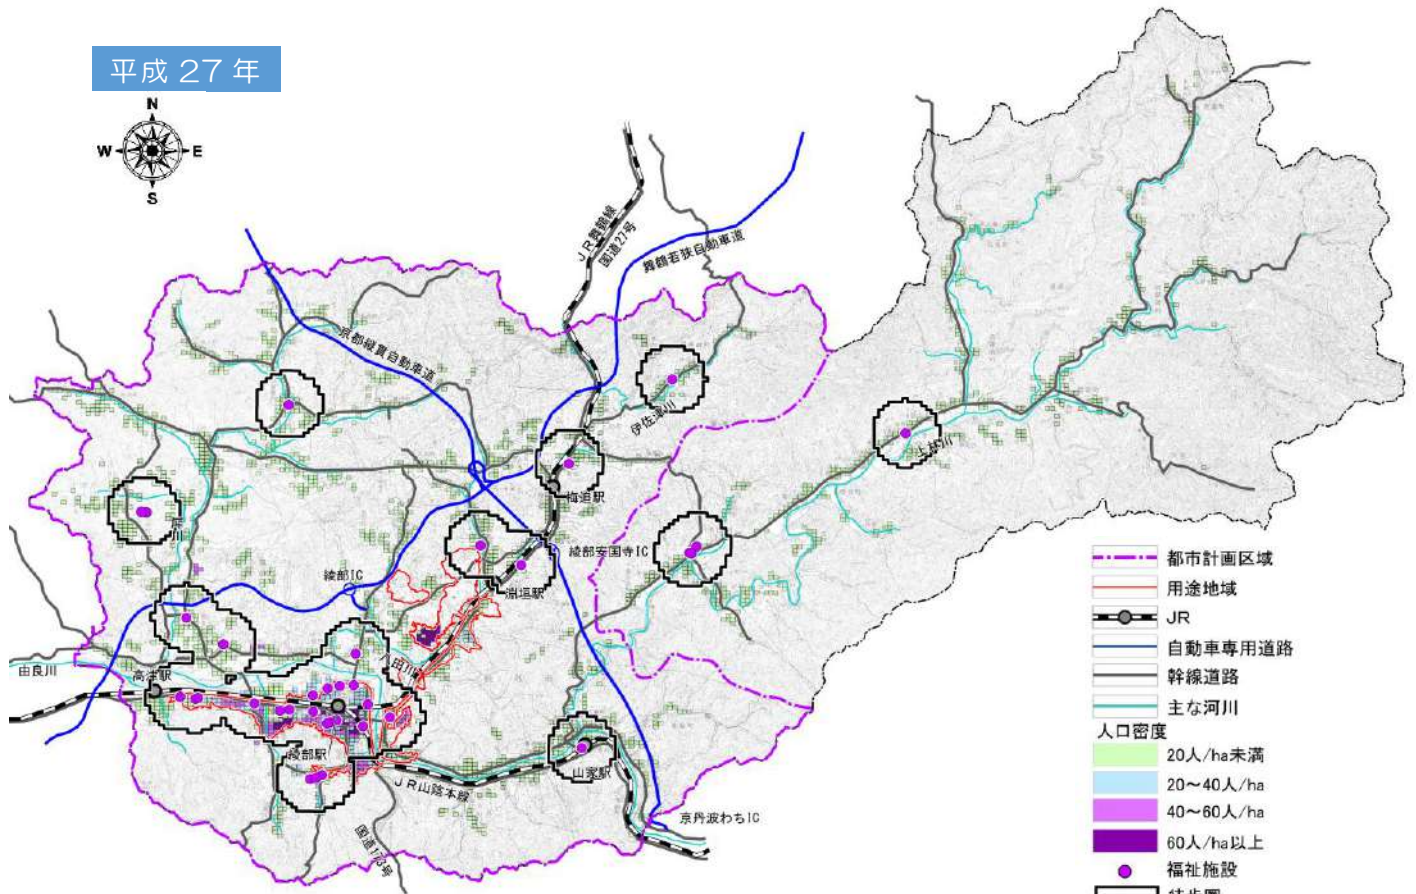 平成 27 年
N
W
E
S
JR舞鶴線
国道27号
舞鶴若狭自動車道
京都縦貫自動車道
伊佐津川
上林川
梅迫駅
綾部安国寺IC
綾部IC
淵垣駅
八田川
由良川
高津駅
綾部駅
山家駅
JR山陰本線
国道173号
京丹波わちIC
都市計画区域
用途地域
JR
自動車専用道路
幹線道路
主な河川
人口密度
20人/ha未満
20～40人/ha
40～60人/ha
60人/ha以上
福祉施設